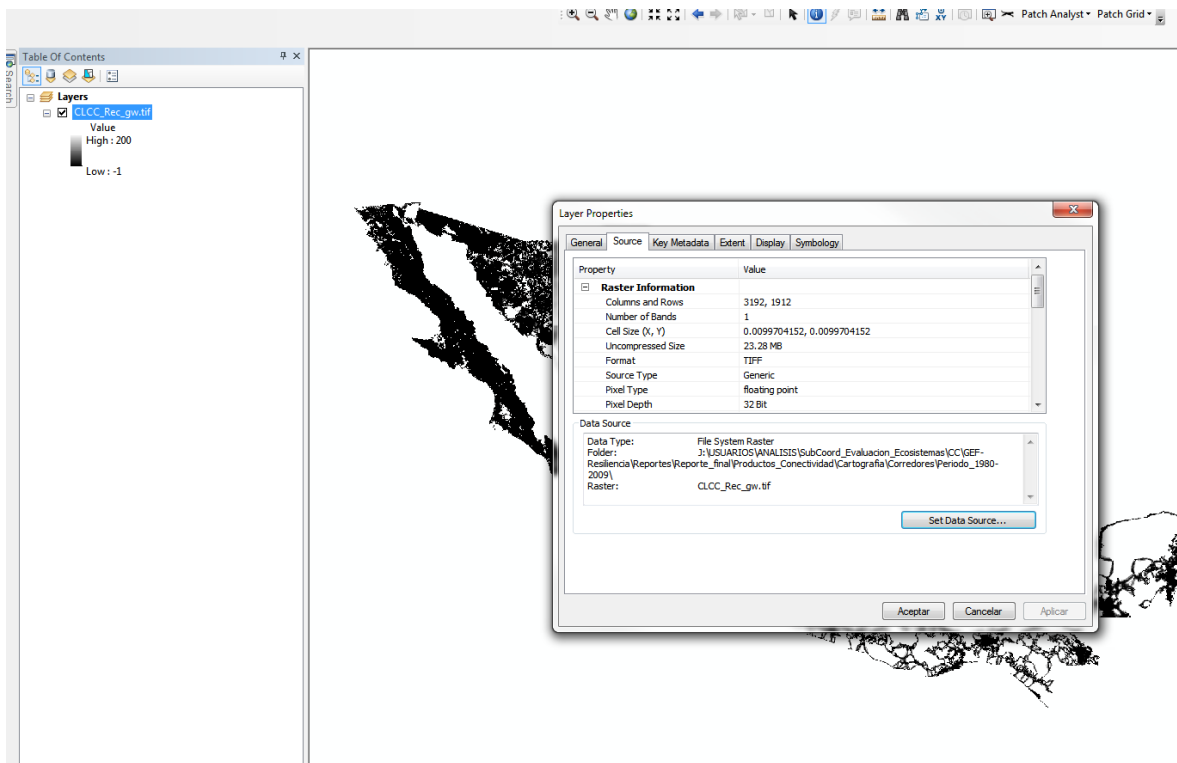 Patch Analyst Patch Grid
Table Of Contents
Search
Layers
CLCC_Rec_gw.tif
Value
High : 200
Low : -1
Layer Properties
General Source Key Metadata Extent Display Symbology
Property Value
Raster Information
Columns and Rows 3192, 1912
Number of Bands 1
Cell Size (X, Y) 0.0099704152, 0.0099704152
Uncompressed Size 23.28 MB
Format TIFF
Source Type Generic
Pixel Type floating point
Pixel Depth 32 Bit
Data Source
Data Type: File System Raster
Folder: J:\USUARIOS\ANALISIS\SubCoord_Evaluacion_Ecosistemas\CC\GEF-
Resiliencia\Reportes\Reporte_final\Productos_Conectividad\Cartografia\Corredores\Periodo_1980-
2009\
Raster: CLCC_Rec_gw.tif
Set Data Source...
Aceptar Cancelar Aplicar